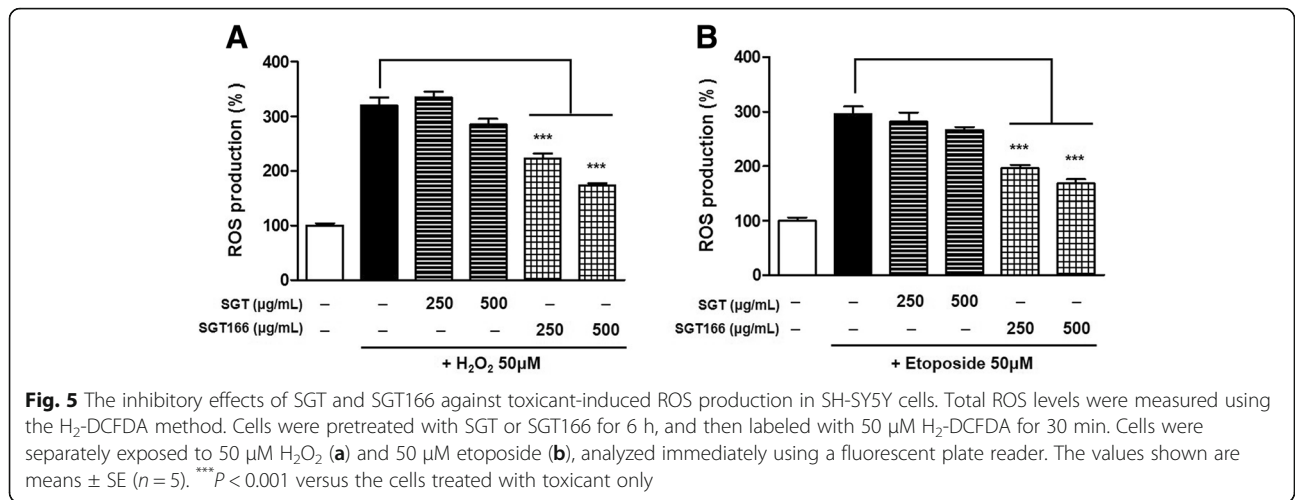 A
ROS production (%)
400
300
200
100
0
***
***
SGT (μg/mL) – – 250 500 – –
SGT166 (μg/mL) – – – – 250 500
+ H₂O₂ 50μM
B
ROS production (%)
400
300
200
100
0
***
***
SGT (μg/mL) – – 250 500 – –
SGT166 (μg/mL) – – – – 250 500
+ Etoposide 50μM
Fig. 5 The inhibitory effects of SGT and SGT166 against toxicant-induced ROS production in SH-SY5Y cells. Total ROS levels were measured using
the H₂-DCFDA method. Cells were pretreated with SGT or SGT166 for 6 h, and then labeled with 50 μM H₂-DCFDA for 30 min. Cells were
separately exposed to 50 μM H₂O₂ (a) and 50 μM etoposide (b), analyzed immediately using a fluorescent plate reader. The values shown are
means ± SE (n = 5). ***P < 0.001 versus the cells treated with toxicant only